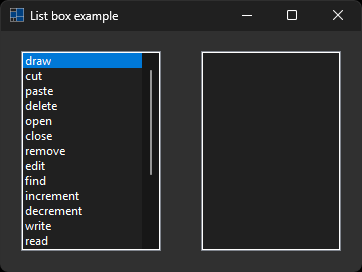 List box example
draw
cut
paste
delete
open
close
remove
edit
find
increment
decrement
write
read